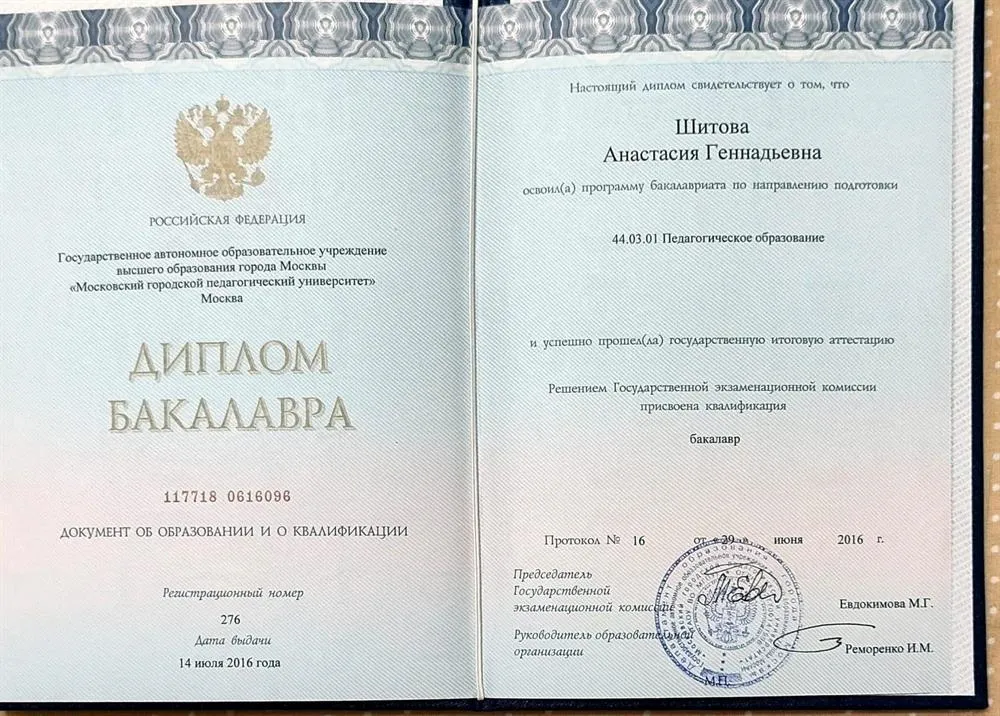 РОССИЙСКАЯ ФЕДЕРАЦИЯ
Государственное автономное образовательное учреждение
высшего образования города Москвы
«Московский городской педагогический университет»
Москва
ДИПЛОМ
БАКАЛАВРА
117718 0616096
ДОКУМЕНТ ОБ ОБРАЗОВАНИИ И О КВАЛИФИКАЦИИ
Регистрационный номер
276
Дата выдачи
14 июля 2016 года
Настоящий диплом свидетельствует о том, что
Шитова
Анастасия Геннадьевна
освоил(а) программу бакалавриата по направлению подготовки
44.03.01 Педагогическое образование
и успешно прошел(ла) государственную итоговую аттестацию
Решением Государственной экзаменационной комиссии
присвоена квалификация
бакалавр
Протокол № 16 от «29» июня 2016 г.
Председатель
Государственной
экзаменационной комиссии
Евдокимова М.Г.
Руководитель образовательной
организации
Реморенко И.М.
М.П.